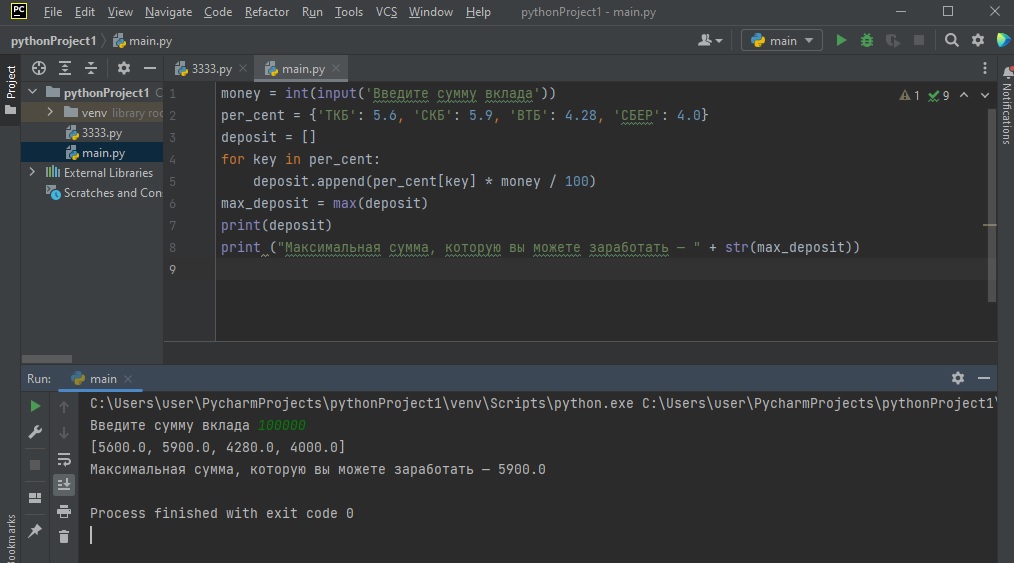 PC File Edit View Navigate Code Refactor Run Tools VCS Window Help pythonProject1 - main.py
pythonProject1 main.py main
Project
3333.py main.py
pythonProject1
venv library
3333.py
main.py
External Libraries
Scratches and
1 money = int(input('Введите сумму вклада'))
2 per_cent = {'ТКБ': 5.6, 'СКБ': 5.9, 'ВТБ': 4.28, 'СБЕР': 4.0}
3 deposit = []
4 for key in per_cent:
5 deposit.append(per_cent[key] * money / 100)
6 max_deposit = max(deposit)
7 print(deposit)
8 print ("Максимальная сумма, которую вы можете заработать — " + str(max_deposit))
9
1 9
Notifications
Run: main
C:\Users\user\PycharmProjects\pythonProject1\venv\Scripts\python.exe C:\Users\user\PycharmProjects\pythonProject1\
Введите сумму вклада 100000
[5600.0, 5900.0, 4280.0, 4000.0]
Максимальная сумма, которую вы можете заработать — 5900.0
Process finished with exit code 0
Bookmarks